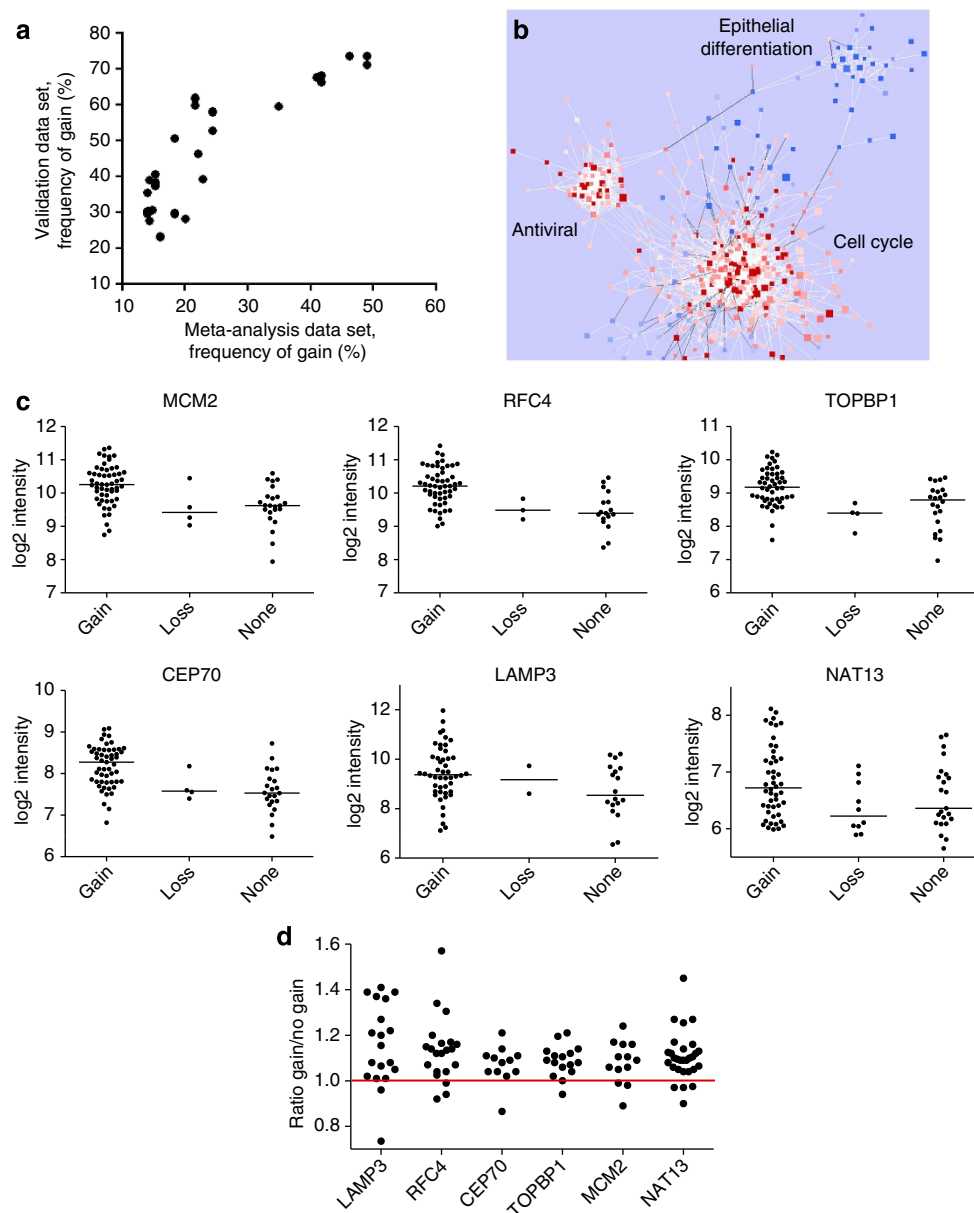 a
80
70
60
50
40
30
20
10
Validation data set,
frequency of gain (%)
10
20
30
40
50
60
Meta-analysis data set,
frequency of gain (%)
b
Epithelial
differentiation
Antiviral
Cell cycle
c
MCM2
12
11
10
9
8
7
log2 intensity
Gain
Loss
None
RFC4
12
11
10
9
8
7
log2 intensity
Gain
Loss
None
TOPBP1
11
10
9
8
7
6
log2 intensity
Gain
Loss
None
CEP70
10
9
8
7
6
log2 intensity
Gain
Loss
None
LAMP3
12
10
8
6
log2 intensity
Gain
Loss
None
NAT13
8
7
6
log2 intensity
Gain
Loss
None
d
1.6
1.4
1.2
1.0
0.8
Ratio gain/no gain
LAMP3
RFC4
CEP70
TOPBP1
MCM2
NAT13